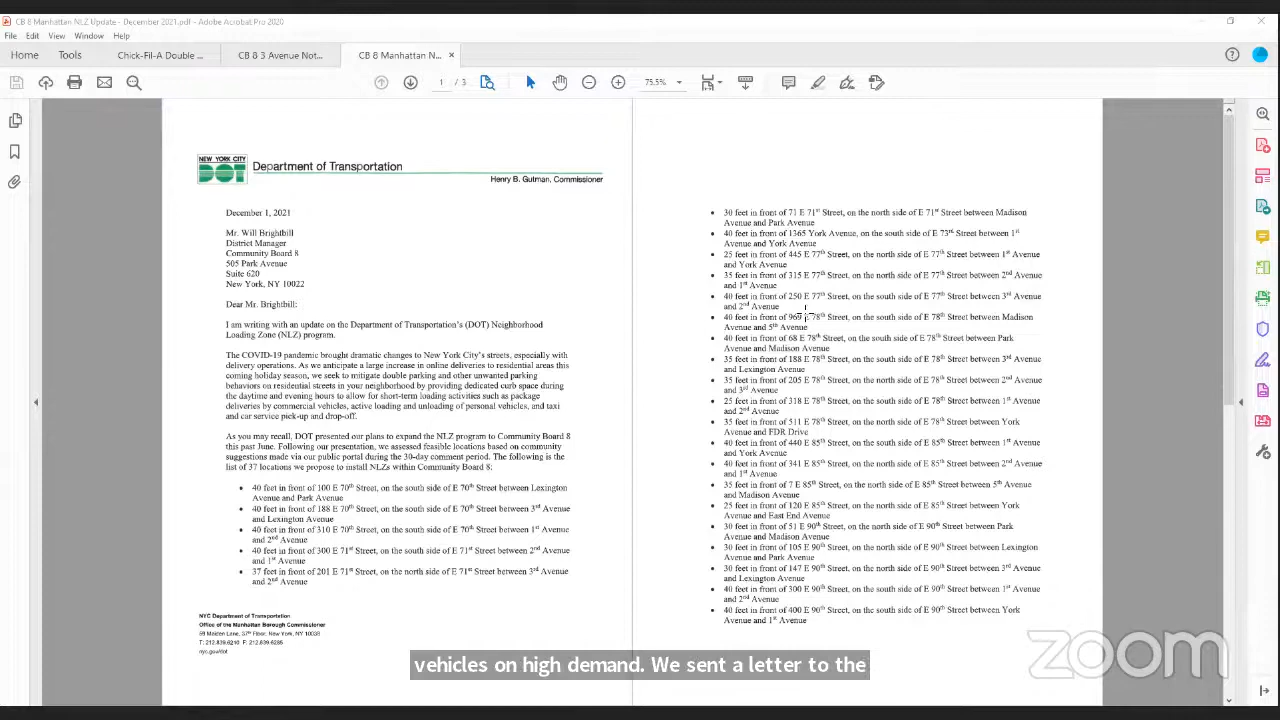 CB 8 Manhattan NLZ Update - December 2021.pdf - Adobe Acrobat Pro 2020
File Edit View Window Help
Home Tools Chick-Fil-A Double ... CB 8 3 Avenue Not... CB 8 Manhattan N... ×
1 / 3 75.5%
NEW YORK CITY
DOT
Department of Transportation
Henry B. Gutman, Commissioner
December 1, 2021
Mr. Will Brightbill
District Manager
Community Board 8
505 Park Avenue
Suite 620
New York, NY 10022
Dear Mr. Brightbill:
I am writing with an update on the Department of Transportation's (DOT) Neighborhood
Loading Zone (NLZ) program.
The COVID-19 pandemic brought dramatic changes to New York City's streets, especially with
delivery operations. As we anticipate a large increase in online deliveries to residential areas this
coming holiday season, we seek to mitigate double parking and other unwanted parking
behaviors on residential streets in your neighborhood by providing dedicated curb space during
the daytime and evening hours to allow for short-term loading activities such as package
deliveries by commercial vehicles, active loading and unloading of personal vehicles, and taxi
and car service pick-up and drop-off.
As you may recall, DOT presented our plans to expand the NLZ program to Community Board 8
this past June. Following our presentation, we assessed feasible locations based on community
suggestions made via our public portal during the 30-day comment period. The following is the
list of 37 locations we propose to install NLZs within Community Board 8:
• 40 feet in front of 100 E 70th Street, on the south side of E 70th Street between Lexington
Avenue and Park Avenue
• 40 feet in front of 188 E 70th Street, on the south side of E 70th Street between 3rd Avenue
and Lexington Avenue
• 40 feet in front of 310 E 70th Street, on the south side of E 70th Street between 1st Avenue
and 2nd Avenue
• 40 feet in front of 300 E 71st Street, on the south side of E 71st Street between 2nd Avenue
and 1st Avenue
• 37 feet in front of 201 E 71st Street, on the north side of E 71st Street between 3rd Avenue
and 2nd Avenue
NYC Department of Transportation
Office of the Manhattan Borough Commissioner
59 Maiden Lane, 37th Floor, New York, NY 10038
T: 212.839.6210 F: 212.839.6285
nyc.gov/dot
• 30 feet in front of 71 E 71st Street, on the north side of E 71st Street between Madison
Avenue and Park Avenue
• 40 feet in front of 1365 York Avenue, on the south side of E 73rd Street between 1st
Avenue and York Avenue
• 25 feet in front of 445 E 77th Street, on the north side of E 77th Street between 1st Avenue
and York Avenue
• 35 feet in front of 315 E 77th Street, on the north side of E 77th Street between 2nd Avenue
and 1st Avenue
• 40 feet in front of 250 E 77th Street, on the south side of E 77th Street between 3rd Avenue
and 2nd Avenue
• 40 feet in front of 969 E 78th Street, on the south side of E 78th Street between Madison
Avenue and 5th Avenue
• 40 feet in front of 68 E 78th Street, on the south side of E 78th Street between Park
Avenue and Madison Avenue
• 35 feet in front of 188 E 78th Street, on the south side of E 78th Street between 3rd Avenue
and Lexington Avenue
• 35 feet in front of 205 E 78th Street, on the north side of E 78th Street between 2nd Avenue
and 3rd Avenue
• 25 feet in front of 318 E 78th Street, on the south side of E 78th Street between 1st Avenue
and 2nd Avenue
• 35 feet in front of 511 E 78th Street, on the north side of E 78th Street between York
Avenue and FDR Drive
• 40 feet in front of 440 E 85th Street, on the south side of E 85th Street between 1st Avenue
and York Avenue
• 40 feet in front of 341 E 85th Street, on the north side of E 85th Street between 2nd Avenue
and 1st Avenue
• 35 feet in front of 7 E 85th Street, on the north side of E 85th Street between 5th Avenue
and Madison Avenue
• 25 feet in front of 120 E 85th Street, on the south side of E 85th Street between York
Avenue and East End Avenue
• 30 feet in front of 51 E 90th Street, on the north side of E 90th Street between Park
Avenue and Madison Avenue
• 30 feet in front of 105 E 90th Street, on the north side of E 90th Street between Lexington
Avenue and Park Avenue
• 30 feet in front of 147 E 90th Street, on the north side of E 90th Street between 3rd Avenue
and Lexington Avenue
• 40 feet in front of 300 E 90th Street, on the south side of E 90th Street between 1st Avenue
and 2nd Avenue
• 40 feet in front of 400 E 90th Street, on the south side of E 90th Street between York
Avenue and 1st Avenue
vehicles on high demand. We sent a letter to the
zoom